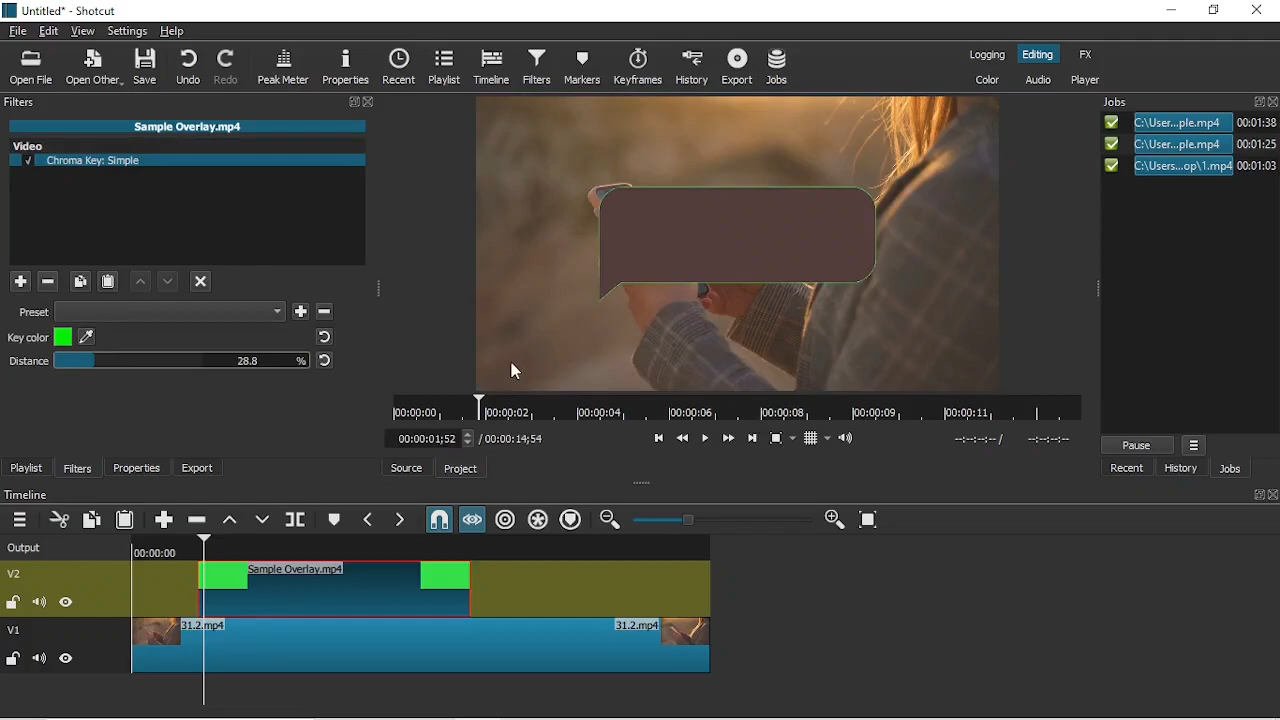 Untitled* - Shotcut
File Edit View Settings Help
Open File Open Other.. Save Undo Redo Peak Meter Properties Recent Playlist Timeline Filters Markers Keyframes History Export Jobs
Logging Editing FX
Color Audio Player
Filters
Jobs
Sample Overlay.mp4
Video
✓ Chroma Key: Simple
C:\User...ple.mp4 00:01:38
C:\User...ple.mp4 00:01:25
C:\Users...op\1.mp4 00:01:03
Preset
Key color
Distance 28.8 %
00:00:00 00:00:02 00:00:04 00:00:06 00:00:08 00:00:09 00:00:11
00:00:01;52 / 00:00:14;54 --:--:--:-- / --:--:--:--
Pause
Playlist Filters Properties Export
Source Project
Recent History Jobs
Timeline
Output
00:00:00
V2
Sample Overlay.mp4
V1
31.2.mp4 31.2.mp4